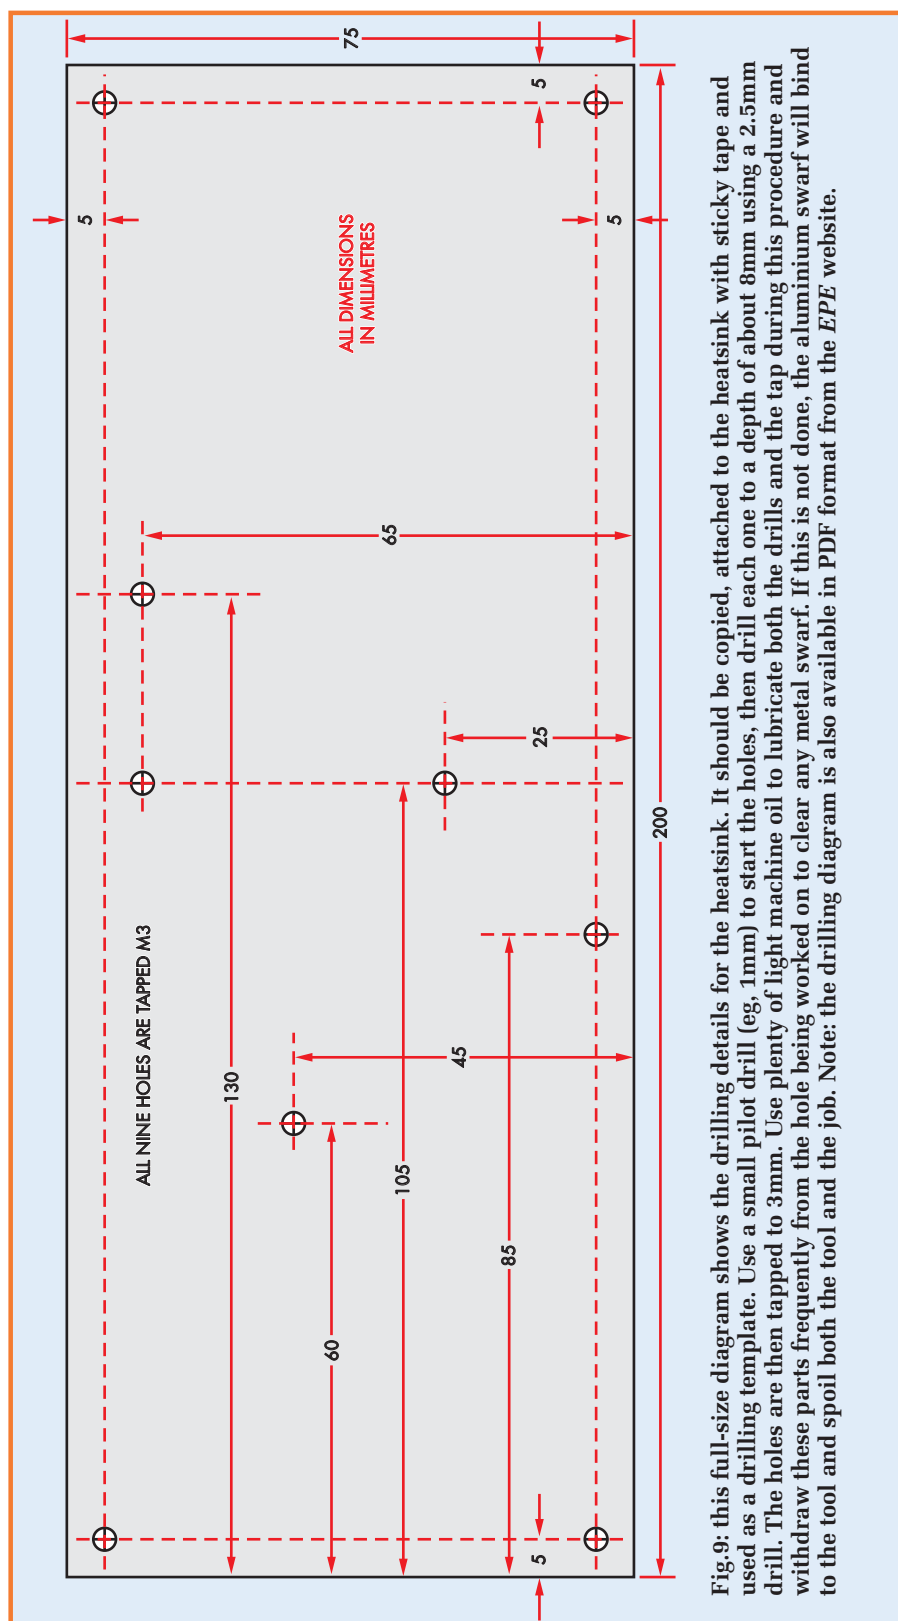 75
5
5
5
ALL DIMENSIONS
IN MILLIMETRES
65
25
200
ALL NINE HOLES ARE TAPPED M3
130
45
105
85
60
5
Fig.9: this full-size diagram shows the drilling details for the heatsink. It should be copied, attached to the heatsink with sticky tape and
used as a drilling template. Use a small pilot drill (eg, 1mm) to start the holes, then drill each one to a depth of about 8mm using a 2.5mm
drill. The holes are then tapped to 3mm. Use plenty of light machine oil to lubricate both the drills and the tap during this procedure and
withdraw these parts frequently from the hole being worked on to clear any metal swarf. If this is not done, the aluminium swarf will bind
to the tool and spoil both the tool and the job. Note: the drilling diagram is also available in PDF format from the EPE website.